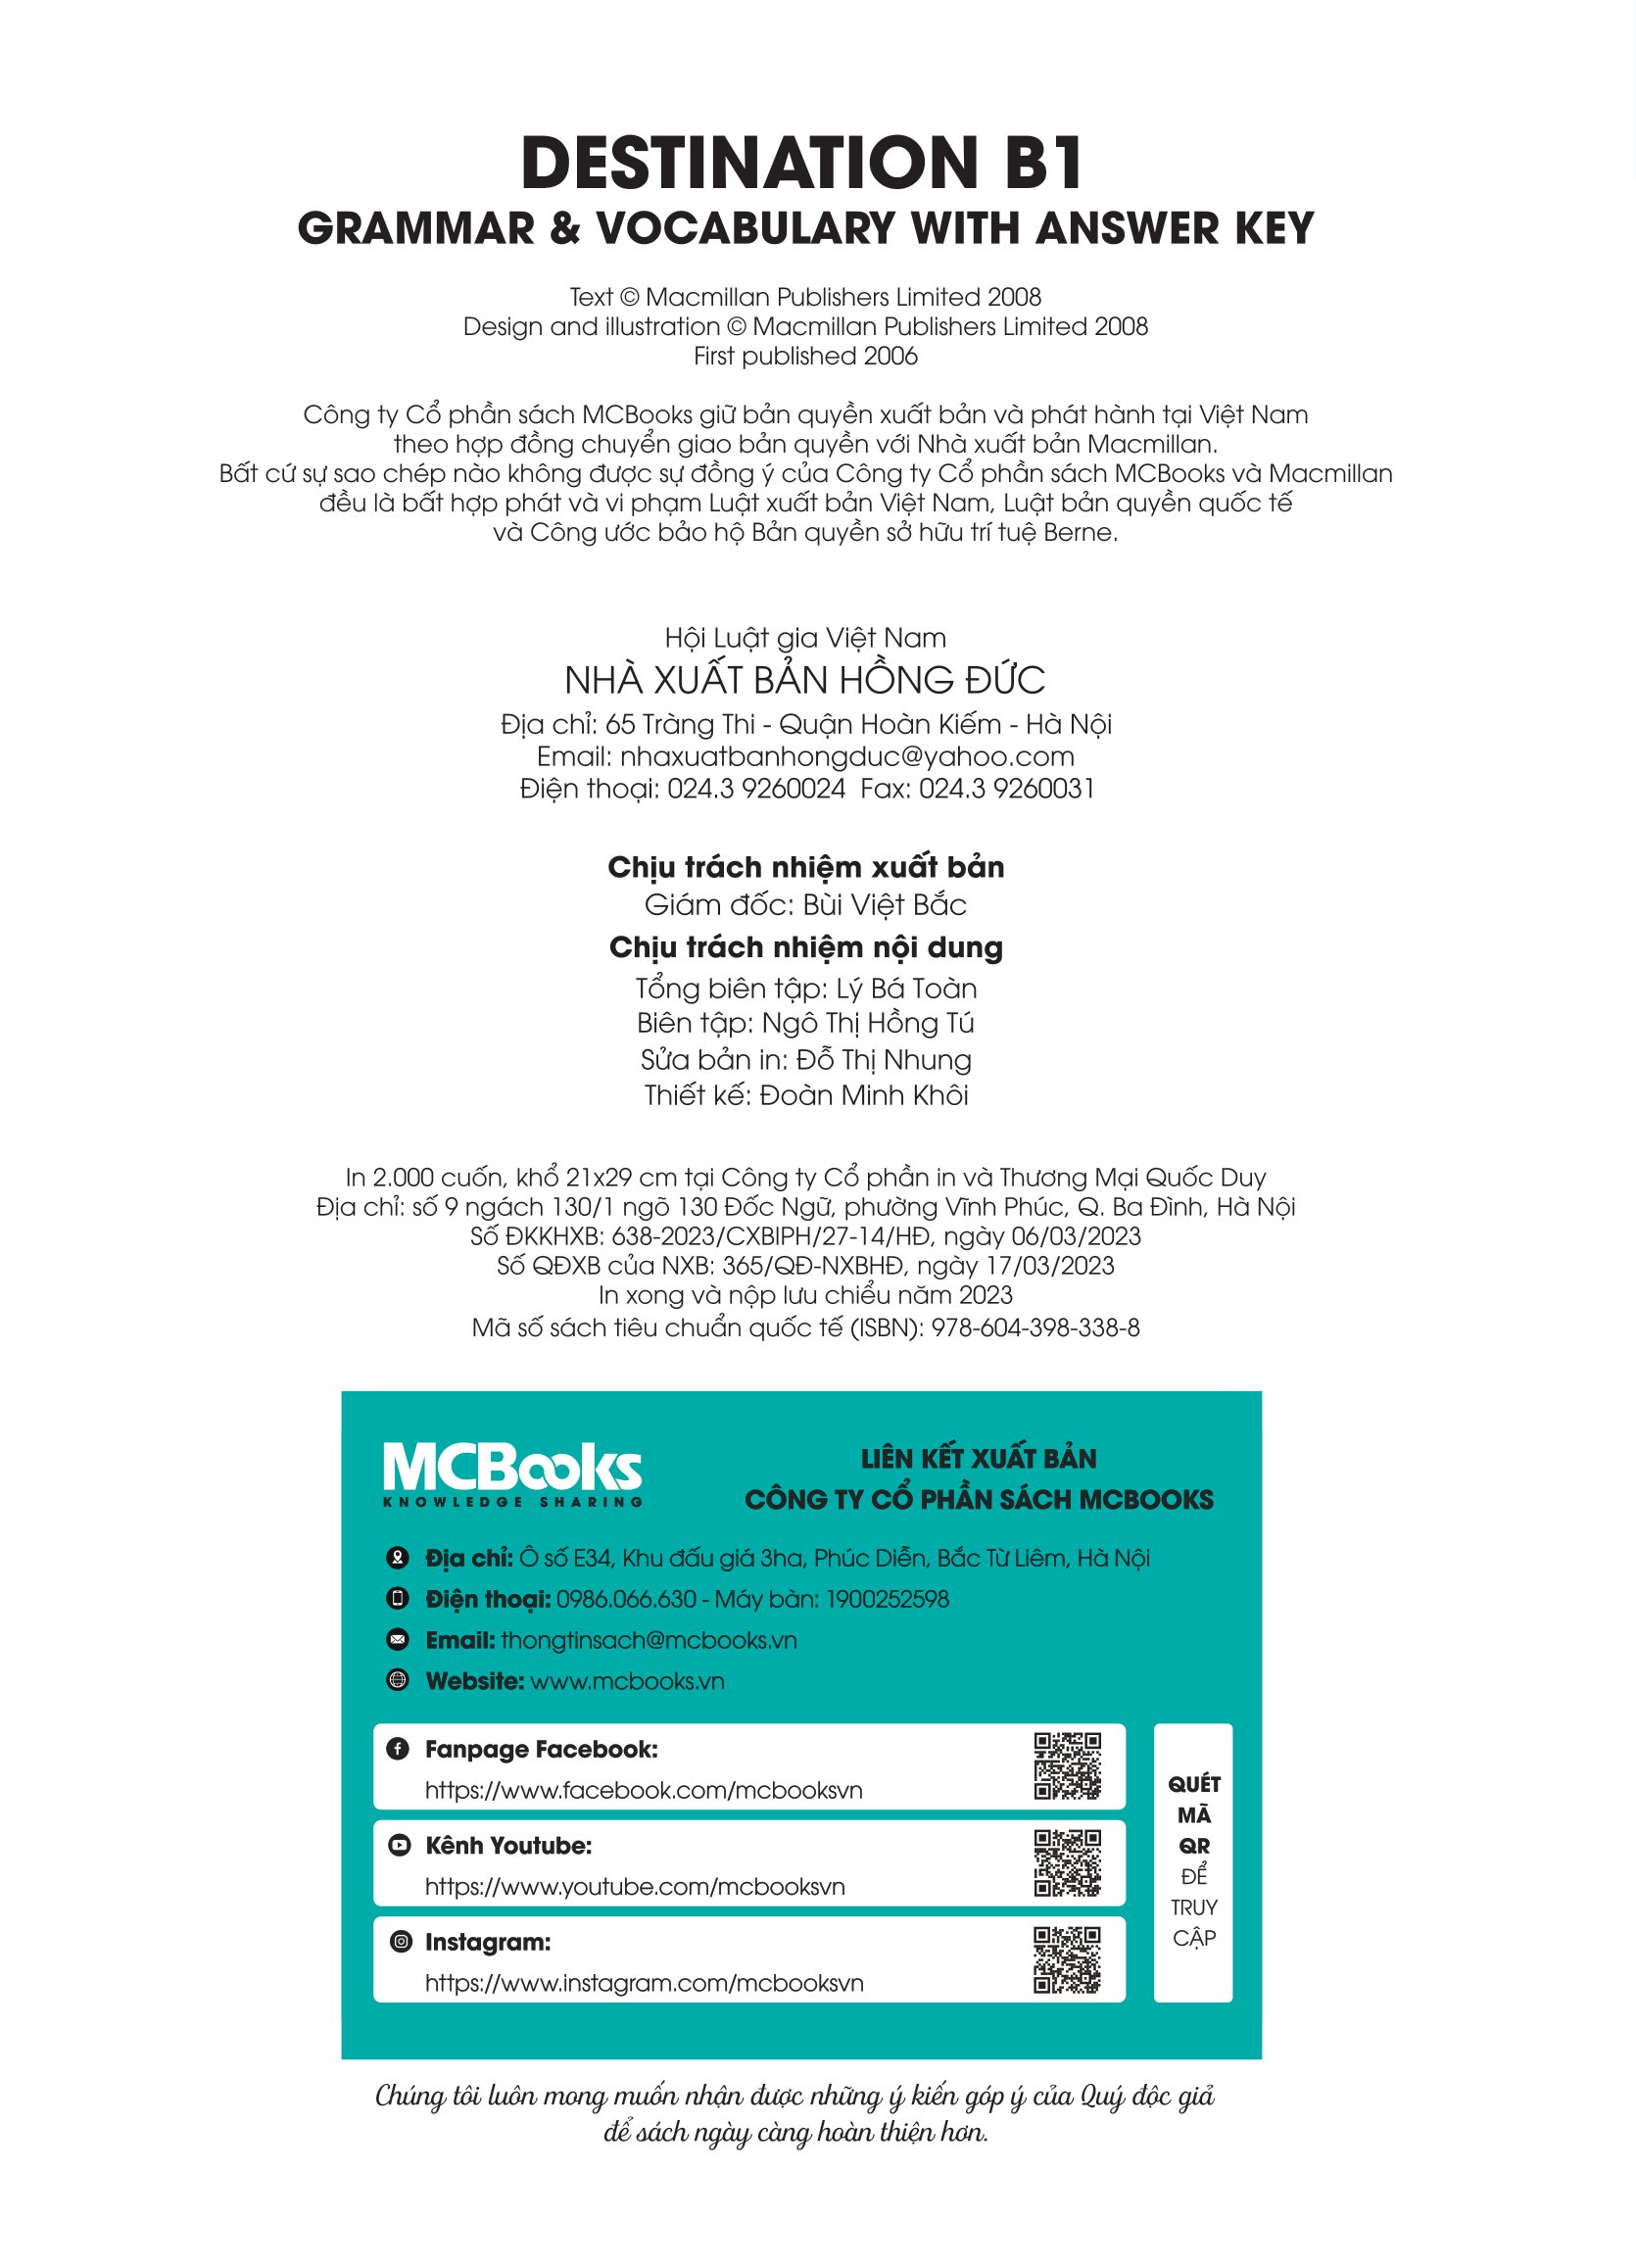 DESTINATION B1
GRAMMAR & VOCABULARY WITH ANSWER KEY
Text © Macmillan Publishers Limited 2008
Design and illustration © Macmillan Publishers Limited 2008
First published 2006
Công ty Cổ phần sách MCBooks giữ bản quyền xuất bản và phát hành tại Việt Nam
theo hợp đồng chuyển giao bản quyền với Nhà xuất bản Macmillan.
Bất cứ sự sao chép nào không được sự đồng ý của Công ty Cổ phần sách MCBooks và Macmillan
đều là bất hợp phát và vi phạm Luật xuất bản Việt Nam, Luật bản quyền quốc tế
và Công ước bảo hộ Bản quyền sở hữu trí tuệ Berne.
Hội Luật gia Việt Nam
NHÀ XUẤT BẢN HỒNG ĐỨC
Địa chỉ: 65 Tràng Thi - Quận Hoàn Kiếm - Hà Nội
Email: nhaxuatbanhongduc@yahoo.com
Điện thoại: 024.3 9260024 Fax: 024.3 9260031
Chịu trách nhiệm xuất bản
Giám đốc: Bùi Việt Bắc
Chịu trách nhiệm nội dung
Tổng biên tập: Lý Bá Toàn
Biên tập: Ngô Thị Hồng Tú
Sửa bản in: Đỗ Thị Nhung
Thiết kế: Đoàn Minh Khôi
In 2.000 cuốn, khổ 21x29 cm tại Công ty Cổ phần in và Thương Mại Quốc Duy
Địa chỉ: số 9 ngách 130/1 ngõ 130 Đốc Ngữ, phường Vĩnh Phúc, Q. Ba Đình, Hà Nội
Số ĐKKHXB: 638-2023/CXBIPH/27-14/HĐ, ngày 06/03/2023
Số QĐXB của NXB: 365/QĐ-NXBHĐ, ngày 17/03/2023
In xong và nộp lưu chiểu năm 2023
Mã số sách tiêu chuẩn quốc tế (ISBN): 978-604-398-338-8
MCBooks
KNOWLEDGE SHARING
LIÊN KẾT XUẤT BẢN
CÔNG TY CỔ PHẦN SÁCH MCBOOKS
Địa chỉ: Ô số E34, Khu đấu giá 3ha, Phúc Diễn, Bắc Từ Liêm, Hà Nội
Điện thoại: 0986.066.630 - Máy bàn: 1900252598
Email: thongtinsach@mcbooks.vn
Website: www.mcbooks.vn
Fanpage Facebook:
https://www.facebook.com/mcbooksvn
Kênh Youtube:
https://www.youtube.com/mcbooksvn
Instagram:
https://www.instagram.com/mcbooksvn
QUÉT
MÃ
QR
ĐỂ
TRUY
CẬP
Chúng tôi luôn mong muốn nhận được những ý kiến góp ý của Quý độc giả
để sách ngày càng hoàn thiện hơn.